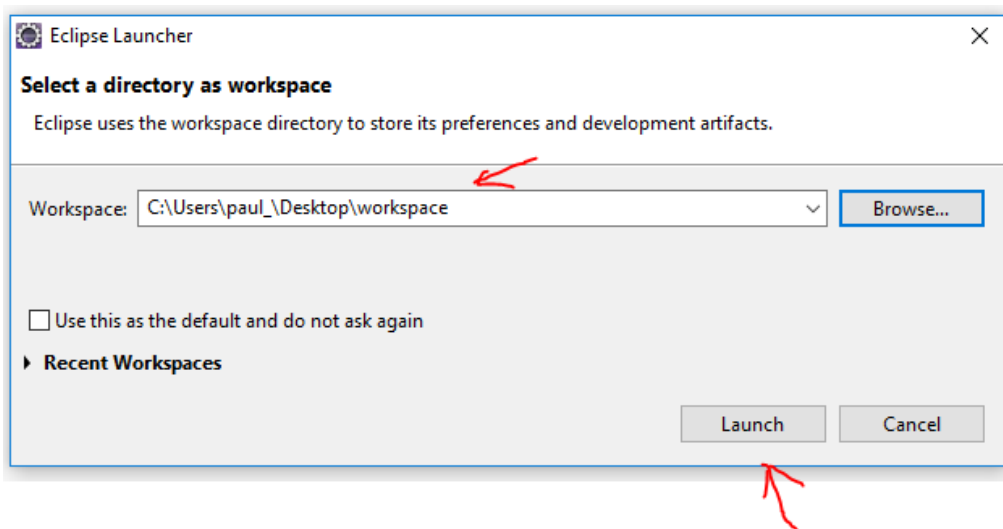 Eclipse Launcher
Select a directory as workspace
Eclipse uses the workspace directory to store its preferences and development artifacts.
Workspace: C:\Users\paul_\Desktop\workspace Browse...
Use this as the default and do not ask again
Recent Workspaces
Launch Cancel